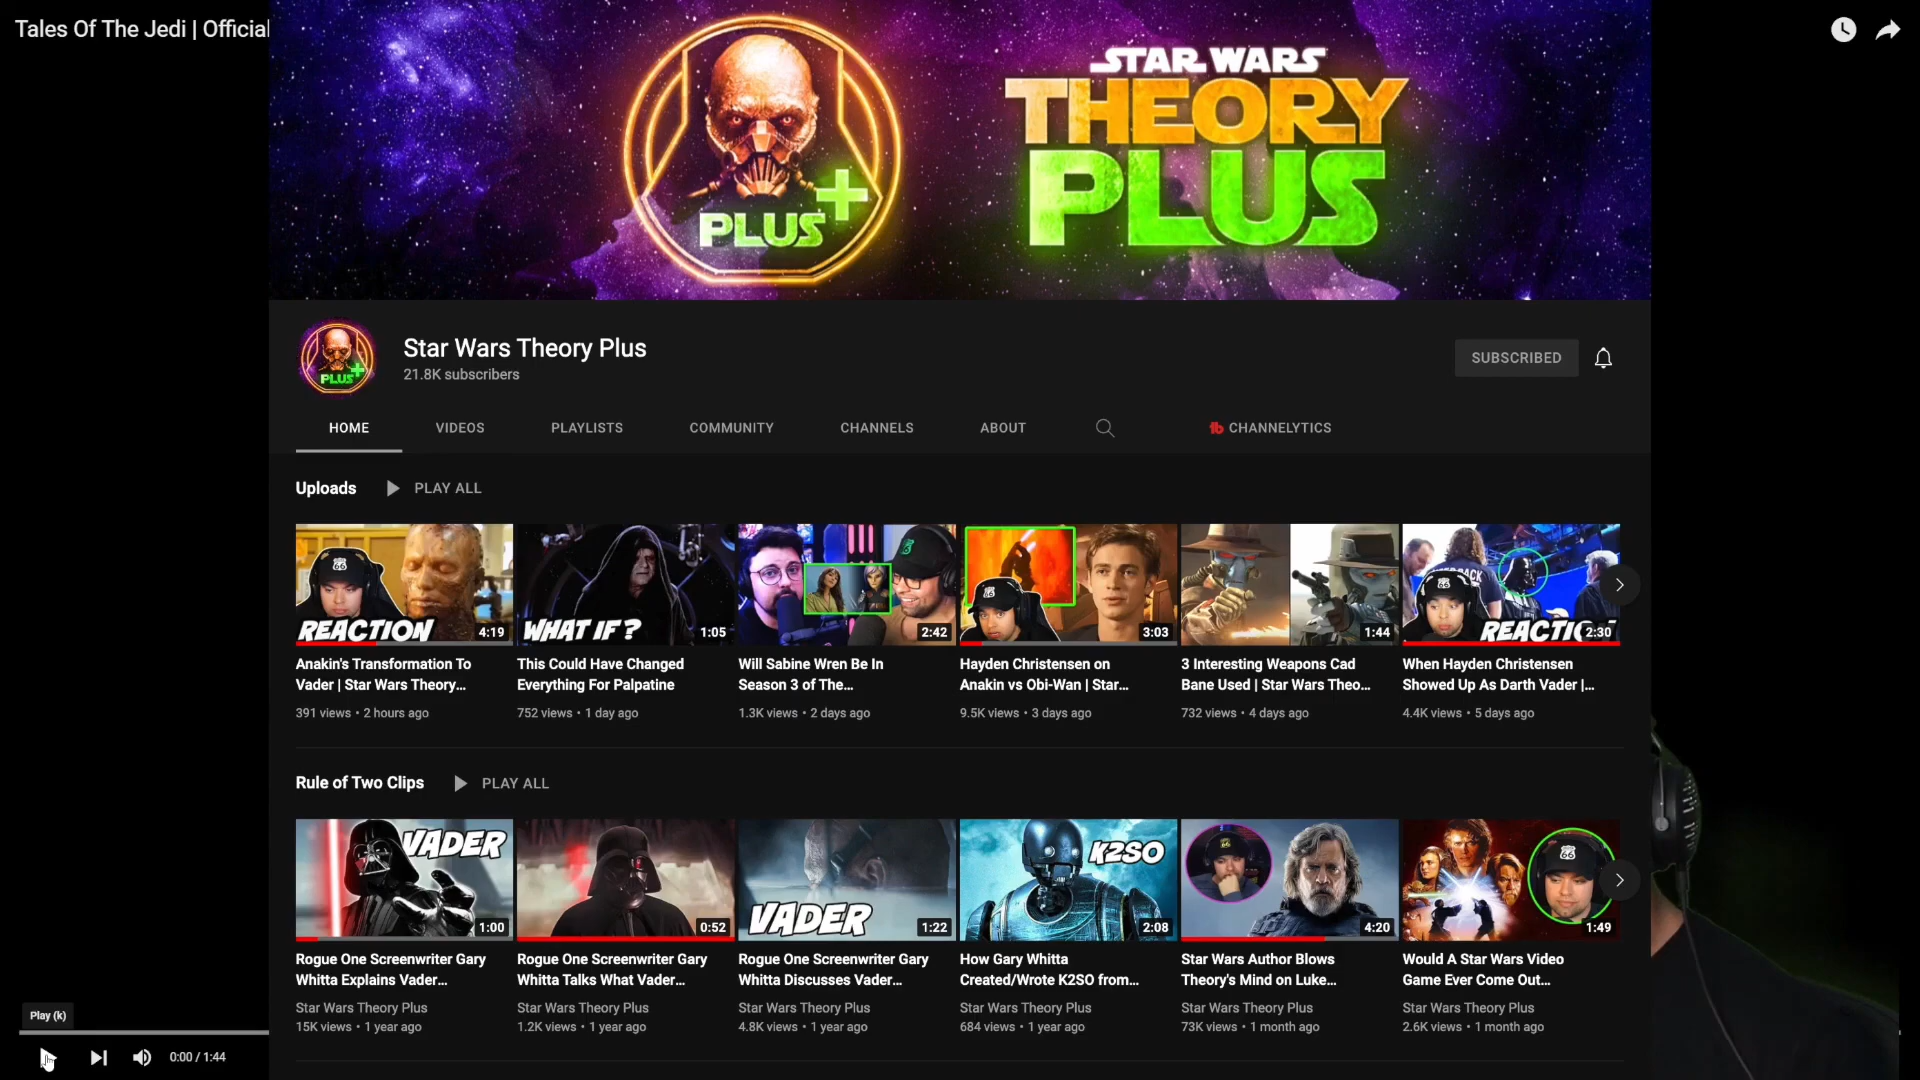 Tales Of The Jedi | Official
STAR WARS
THEORY
PLUS
PLUS
Star Wars Theory Plus
21.8K subscribers
SUBSCRIBED
PLUS
HOME
VIDEOS
PLAYLISTS
COMMUNITY
CHANNELS
ABOUT
CHANNELYTICS
Uploads
PLAY ALL
REACTION
4:19
WHAT IF?
1:05
2:42
3:03
1:44
REACTI
2:30
Anakin's Transformation To
Vader | Star Wars Theory...
391 views • 2 hours ago
This Could Have Changed
Everything For Palpatine
752 views • 1 day ago
Will Sabine Wren Be In
Season 3 of The...
1.3K views • 2 days ago
Hayden Christensen on
Anakin vs Obi-Wan | Star...
9.5K views • 3 days ago
3 Interesting Weapons Cad
Bane Used | Star Wars Theo...
732 views • 4 days ago
When Hayden Christensen
Showed Up As Darth Vader |...
4.4K views • 5 days ago
Rule of Two Clips
PLAY ALL
VADER
1:00
0:52
VADER
1:22
K2SO
2:08
4:20
1:49
Rogue One Screenwriter Gary
Whitta Explains Vader...
Star Wars Theory Plus
15K views • 1 year ago
Rogue One Screenwriter Gary
Whitta Talks What Vader...
Star Wars Theory Plus
1.2K views • 1 year ago
Rogue One Screenwriter Gary
Whitta Discusses Vader...
Star Wars Theory Plus
4.8K views • 1 year ago
How Gary Whitta
Created/Wrote K2SO from...
Star Wars Theory Plus
684 views • 1 year ago
Star Wars Author Blows
Theory's Mind on Luke...
Star Wars Theory Plus
73K views • 1 month ago
Would A Star Wars Video
Game Ever Come Out...
Star Wars Theory Plus
2.6K views • 1 month ago
Play (k)
0:00 / 1:44